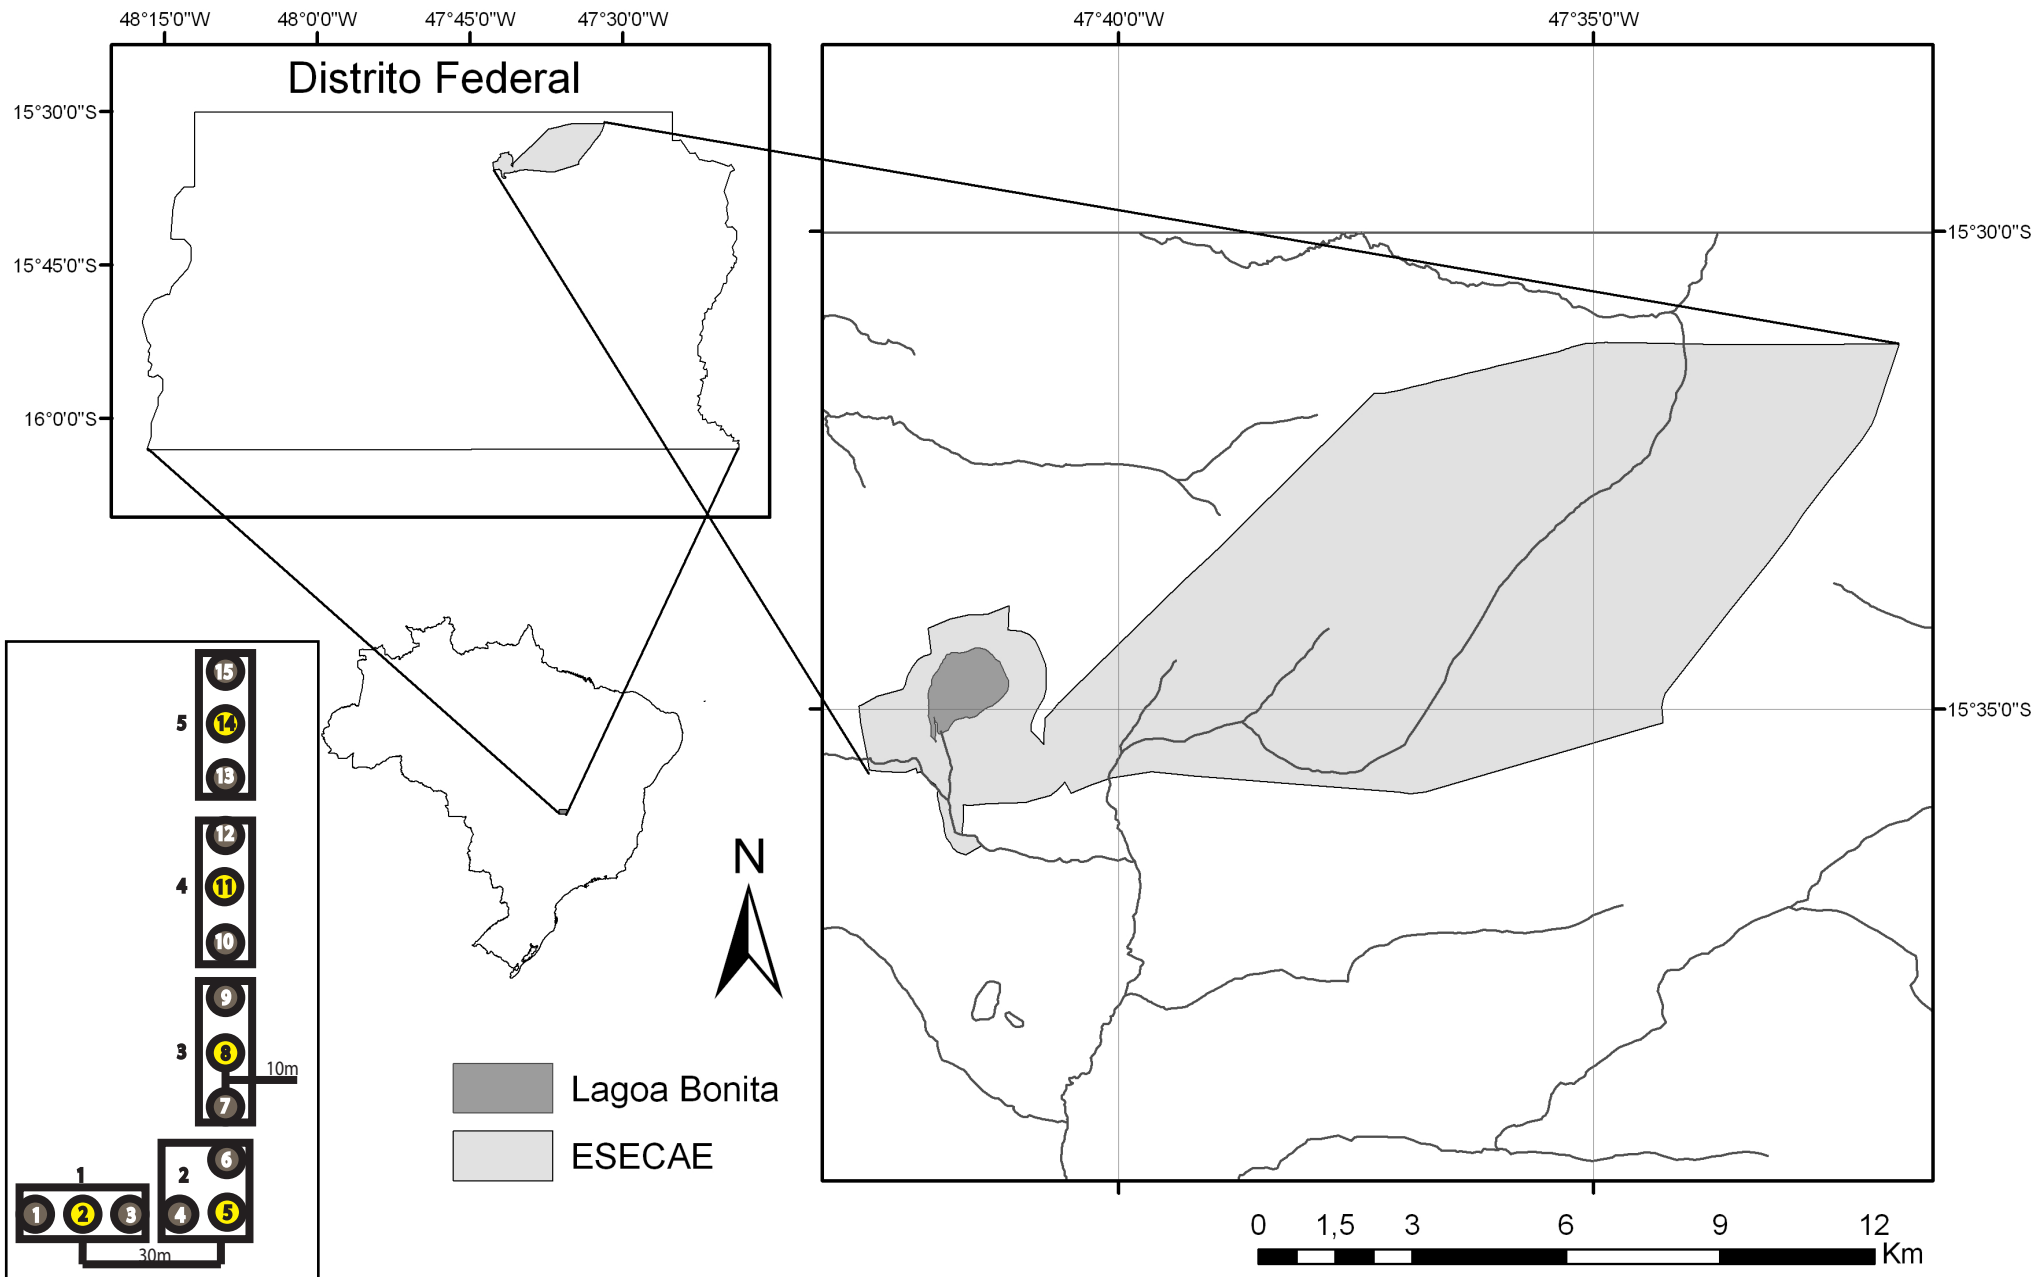 48°15'0"W 48°0'0"W 47°45'0"W 47°30'0"W
47°40'0"W 47°35'0"W
Distrito Federal
15°30'0"S
15°45'0"S
16°0'0"S
15°30'0"S
15°35'0"S
15
5 14
13
12
4 11
10
9
3 8
10m
7
6
1 2
1 2 3 4 5
30m
N
Lagoa Bonita
ESECAE
0 1,5 3 6 9 12
Km